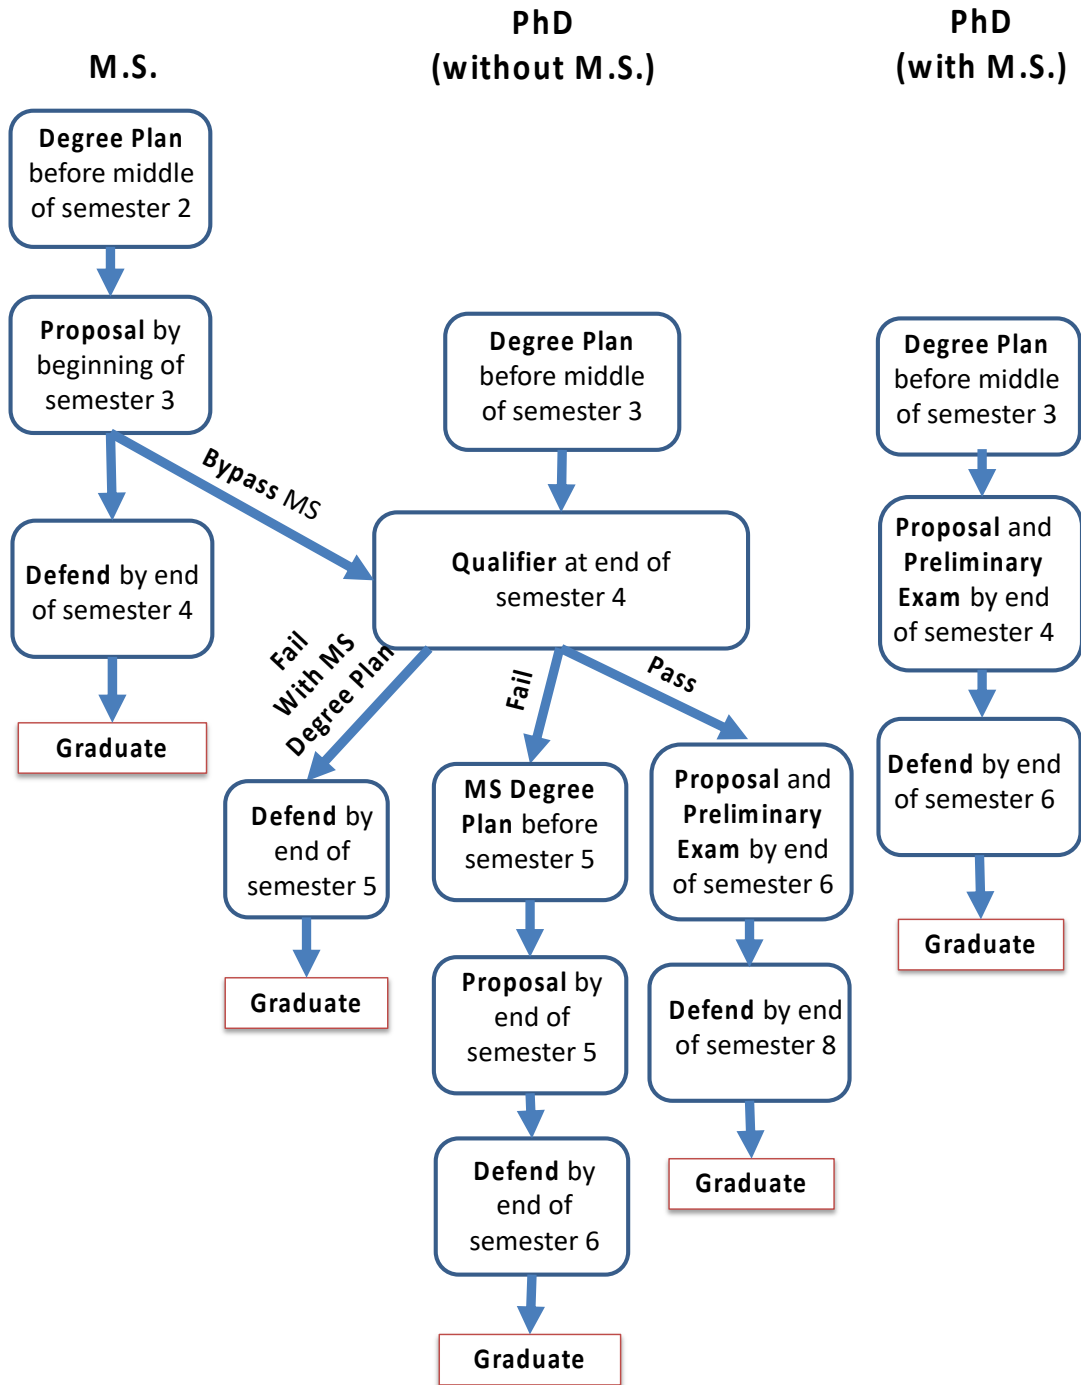 M.S.
PhD
(without M.S.)
PhD
(with M.S.)
Degree Plan
before middle
of semester 2
Proposal by
beginning of
semester 3
Bypass MS
Defend by end
of semester 4
Graduate
Degree Plan
before middle
of semester 3
Qualifier at end of
semester 4
Fail
With MS
Degree Plan
Defend by
end of
semester 5
Graduate
Fail
MS Degree
Plan before
semester 5
Proposal by
end of
semester 5
Defend by
end of
semester 6
Graduate
Pass
Proposal and
Preliminary
Exam by end
of semester 6
Defend by end
of semester 8
Graduate
Degree Plan
before middle
of semester 3
Proposal and
Preliminary
Exam by end
of semester 4
Defend by end
of semester 6
Graduate